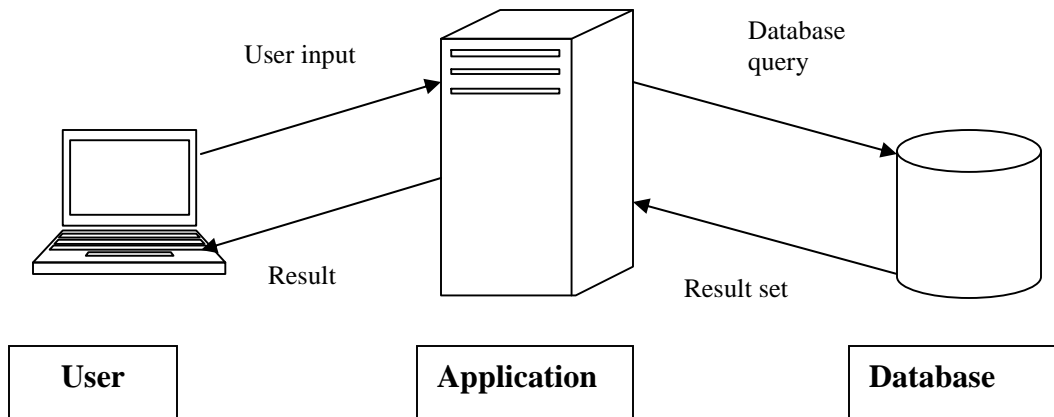 User input
Database
query
Result
Result set
User
Application
Database